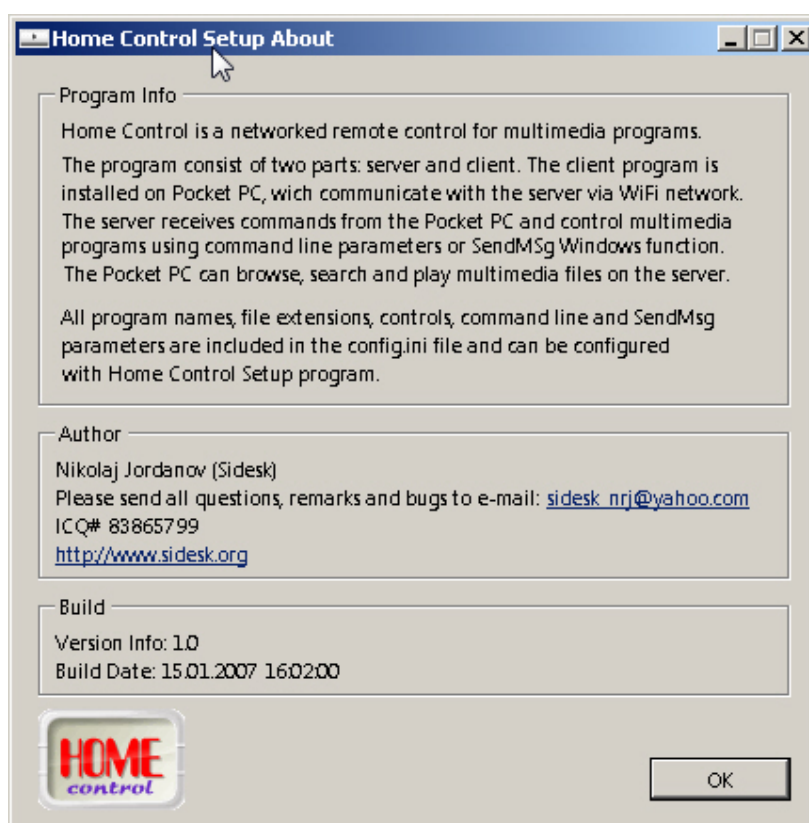 Home Control Setup About
Program Info
Home Control is a networked remote control for multimedia programs.
The program consist of two parts: server and client. The client program is
installed on Pocket PC, wich communicate with the server via WiFi network.
The server receives commands from the Pocket PC and control multimedia
programs using command line parameters or SendMSg Windows function.
The Pocket PC can browse, search and play multimedia files on the server.
All program names, file extensions, controls, command line and SendMsg
parameters are included in the config.ini file and can be configured
with Home Control Setup program.
Author
Nikolaj Jordanov (Sidesk)
Please send all questions, remarks and bugs to e-mail: sidesk_nrj@yahoo.com
ICQ# 83865799
http://www.sidesk.org
Build
Version Info: 1.0
Build Date: 15.01.2007 16:02:00
HOME
control
OK